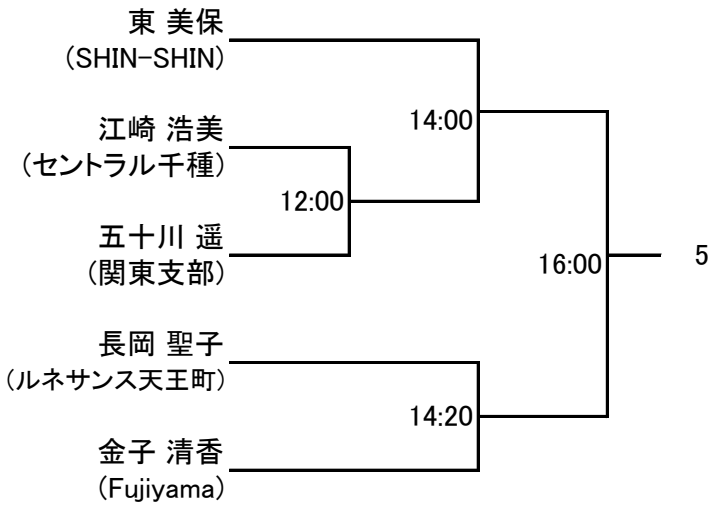 東 美保
(SHIN-SHIN)
14:00
江崎 浩美
(セントラル千種)
12:00
五十川 遥
(関東支部)
16:00
5
長岡 聖子
(ルネサンス天王町)
14:20
金子 清香
(Fujiyama)